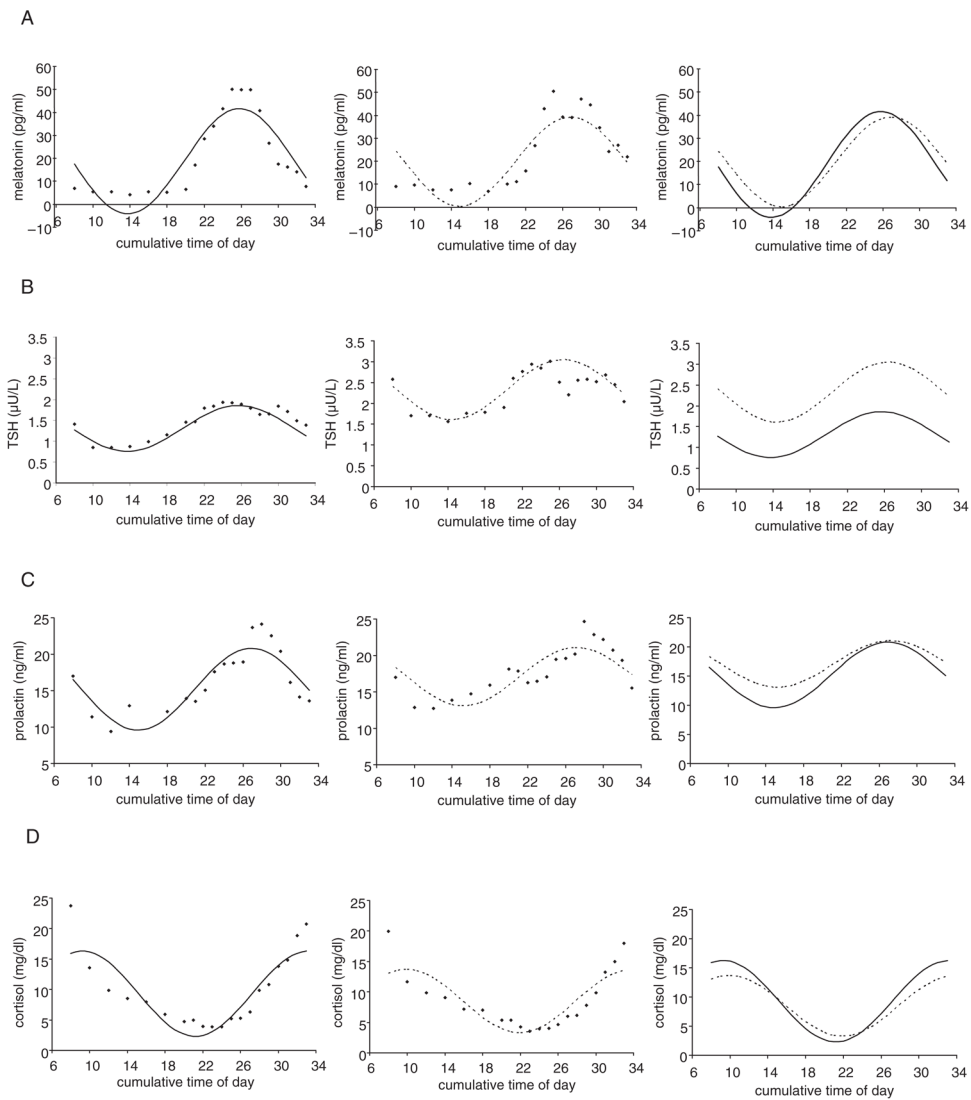 A
60
50
40
30
20
10
0
–10
melatonin (pg/ml)
6 10 14 18 22 26 30 34
cumulative time of day
60
50
40
30
20
10
0
–10
melatonin (pg/ml)
6 10 14 18 22 26 30 34
cumulative time of day
60
50
40
30
20
10
0
–10
melatonin (pg/ml)
6 10 14 18 22 26 30 34
cumulative time of day
B
3.5
3
2.5
2
1.5
1
0.5
0
TSH (µU/L)
6 10 14 18 22 26 30 34
cumulative time of day
3.5
3
2.5
2
1.5
1
0.5
0
TSH (µU/L)
6 10 14 18 22 26 30 34
cumulative time of day
3.5
3
2.5
2
1.5
1
0.5
0
TSH (µU/L)
6 10 14 18 22 26 30 34
cumulative time of day
C
25
20
15
10
5
prolactin (ng/ml)
6 10 14 18 22 26 30 34
cumulative time of day
25
20
15
10
5
prolactin (ng/ml)
6 10 14 18 22 26 30 34
cumulative time of day
25
20
15
10
5
0
prolactin (ng/ml)
6 10 14 18 22 26 30 34
cumulative time of day
D
25
20
15
10
5
0
cortisol (mg/dl)
6 10 14 18 22 26 30 34
cumulative time of day
25
20
15
10
5
0
cortisol (mg/dl)
6 10 14 18 22 26 30 34
cumulative time of day
25
20
15
10
5
0
cortisol (mg/dl)
6 10 14 18 22 26 30 34
cumulative time of day